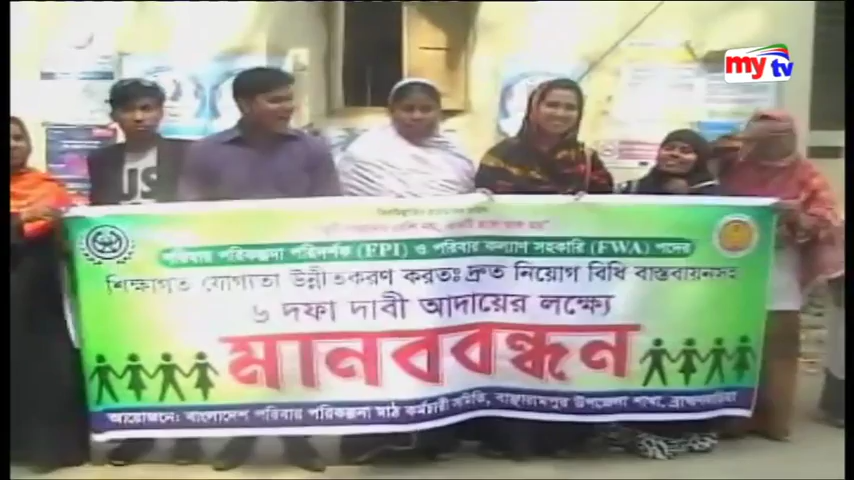 my tv
পরিবার পরিকল্পনা পরিদর্শক (FPI) ও পরিবার কল্যাণ সহকারি (FWA) পদের
শিক্ষাগত যোগ্যতা উন্নীতকরণ করতঃ দ্রুত নিয়োগ বিধি বাস্তবায়নসহ
৬ দফা দাবী আদায়ের লক্ষ্যে
মানববন্ধন
আয়োজনে: বাংলাদেশ পরিবার পরিকল্পনা মাঠ কর্মচারী সমিতি, বাঞ্ছারামপুর উপজেলা শাখা, ব্রাহ্মণবাড়িয়া